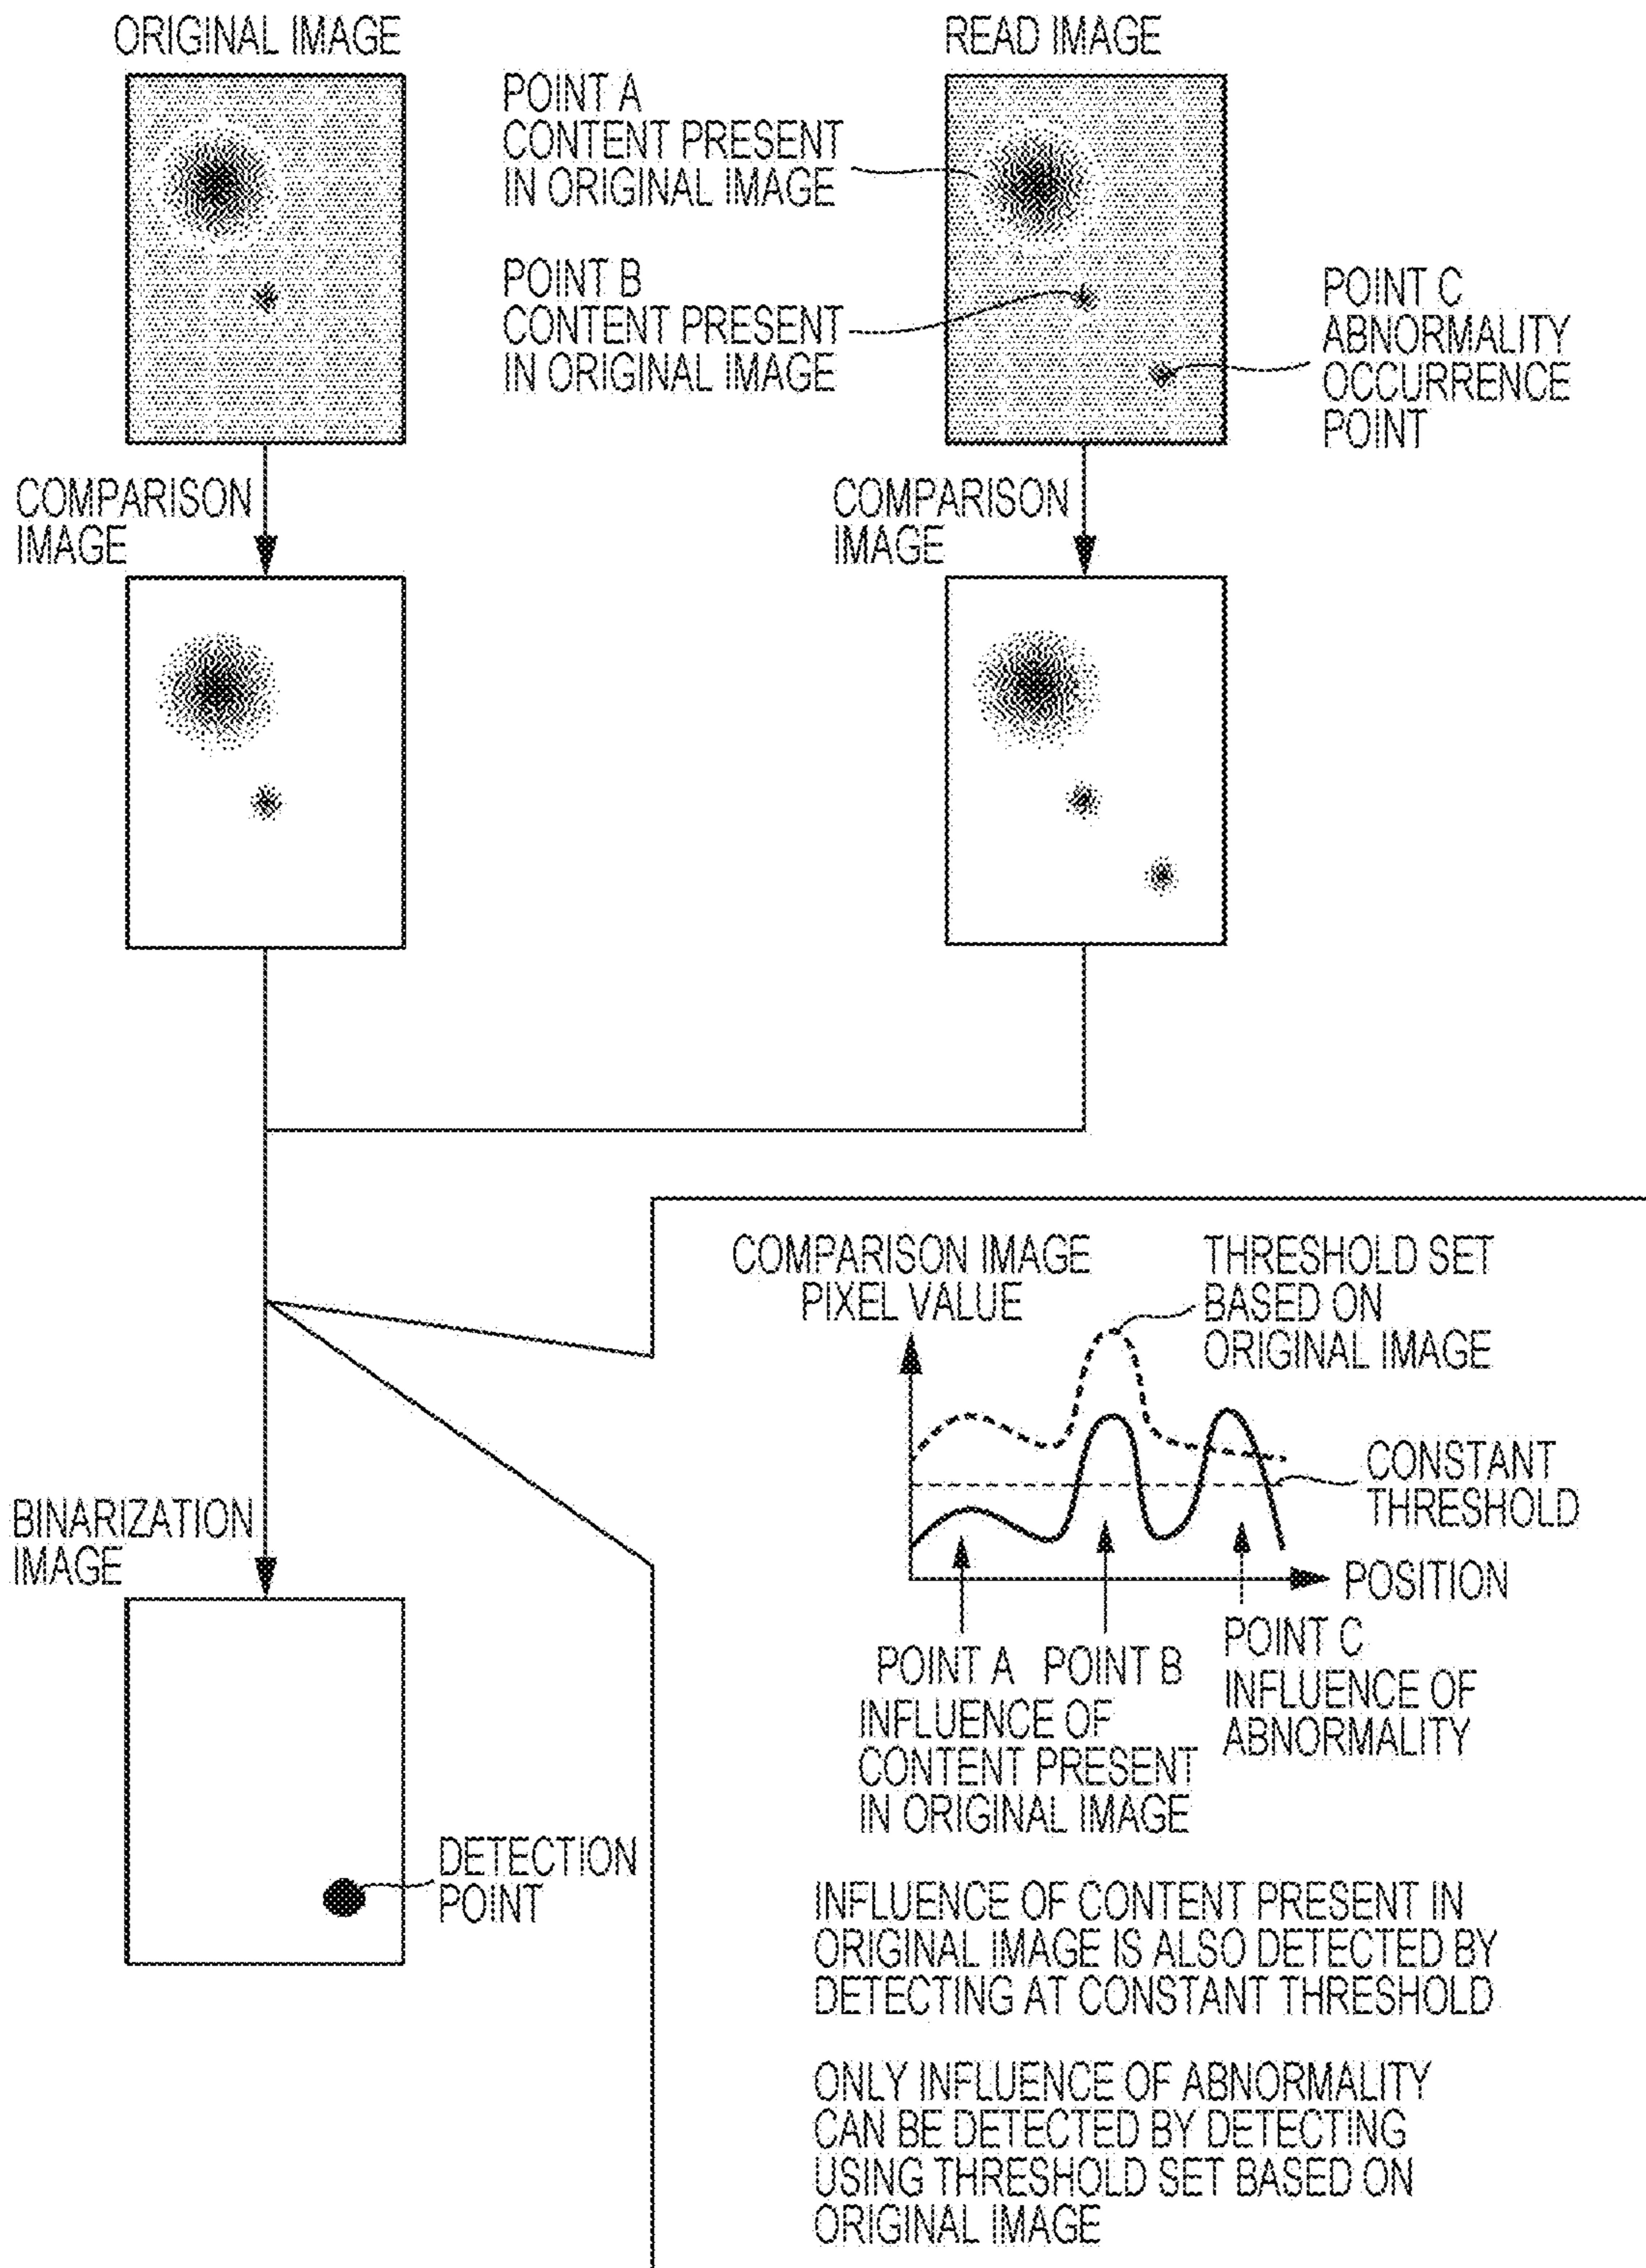 ORIGINAL IMAGE
READ IMAGE
POINT A
CONTENT PRESENT
IN ORIGINAL IMAGE
POINT B
CONTENT PRESENT
IN ORIGINAL IMAGE
POINT C
ABNORMALITY
OCCURRENCE
POINT
COMPARISON
IMAGE
COMPARISON
IMAGE
COMPARISON IMAGE
PIXEL VALUE
THRESHOLD SET
BASED ON
ORIGINAL IMAGE
CONSTANT
THRESHOLD
POSITION
POINT A
POINT B
INFLUENCE OF
CONTENT PRESENT
IN ORIGINAL IMAGE
POINT C
INFLUENCE OF
ABNORMALITY
BINARIZATION
IMAGE
DETECTION
POINT
INFLUENCE OF CONTENT PRESENT IN
ORIGINAL IMAGE IS ALSO DETECTED BY
DETECTING AT CONSTANT THRESHOLD
ONLY INFLUENCE OF ABNORMALITY
CAN BE DETECTED BY DETECTING
USING THRESHOLD SET BASED ON
ORIGINAL IMAGE